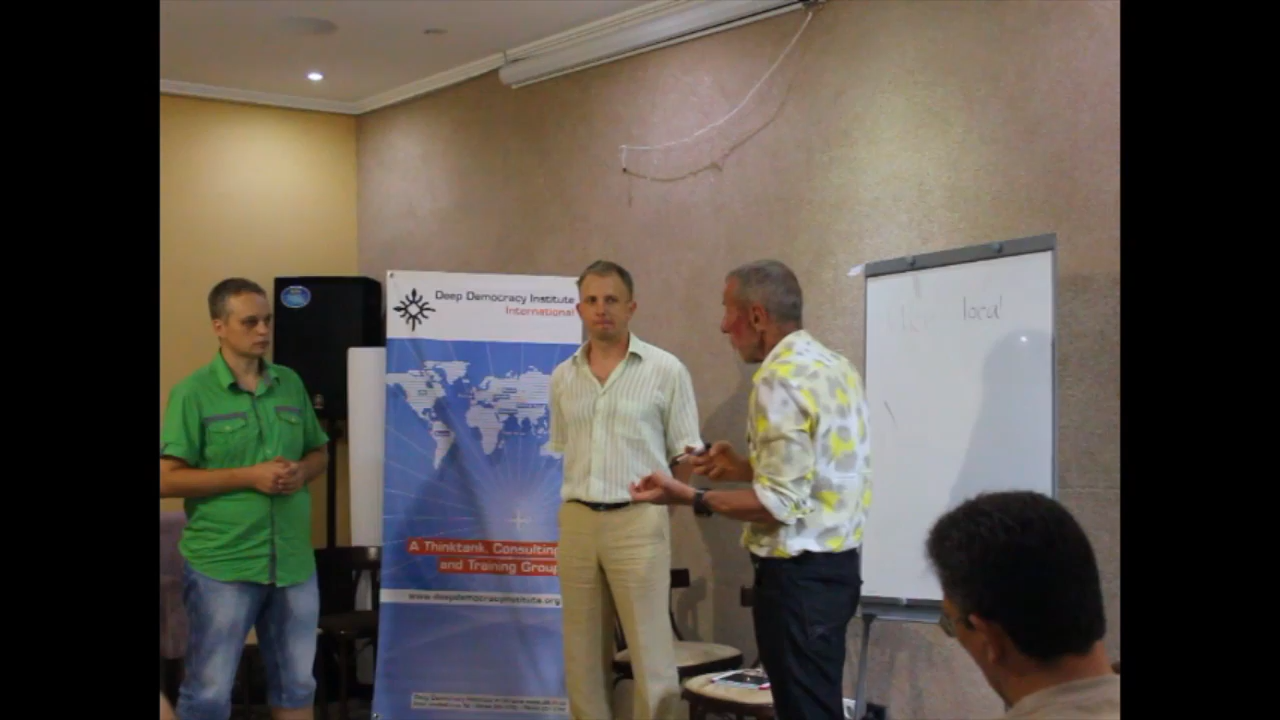 Deep Democracy Institute
International
A Thinktank, Consulting
and Training Group
www.deepdemocracyinstitute.org
local